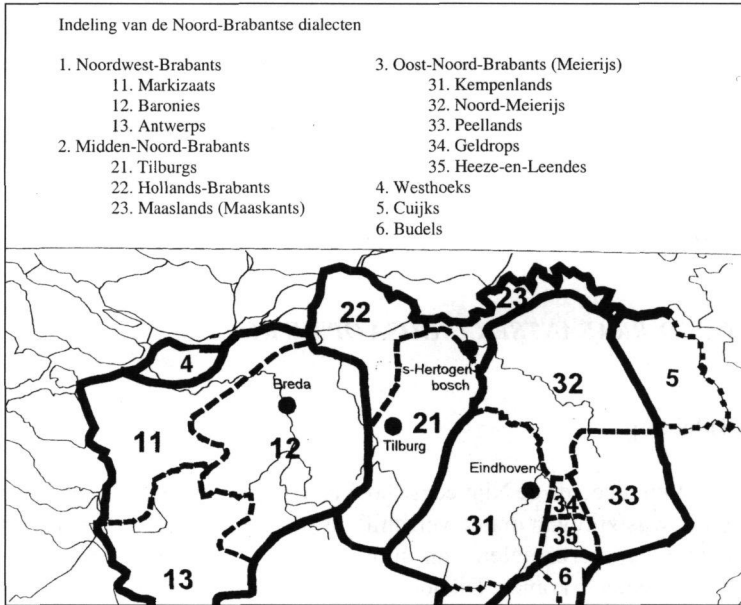 Indeling van de Noord-Brabantse dialecten
1. Noordwest-Brabants
11. Markizaats
12. Baronies
13. Antwerps
2. Midden-Noord-Brabants
21. Tilburgs
22. Hollands-Brabants
23. Maaslands (Maaskants)
3. Oost-Noord-Brabants (Meierijs)
31. Kempenlands
32. Noord-Meierijs
33. Peellands
34. Geldrops
35. Heeze-en-Leendes
4. Westhoeks
5. Cuijks
6. Budels
23
22
4
s-Hertogen
bosch
32
5
Breda
11
12
21
Tilburg
Eindhoven
33
34
31
35
13
6